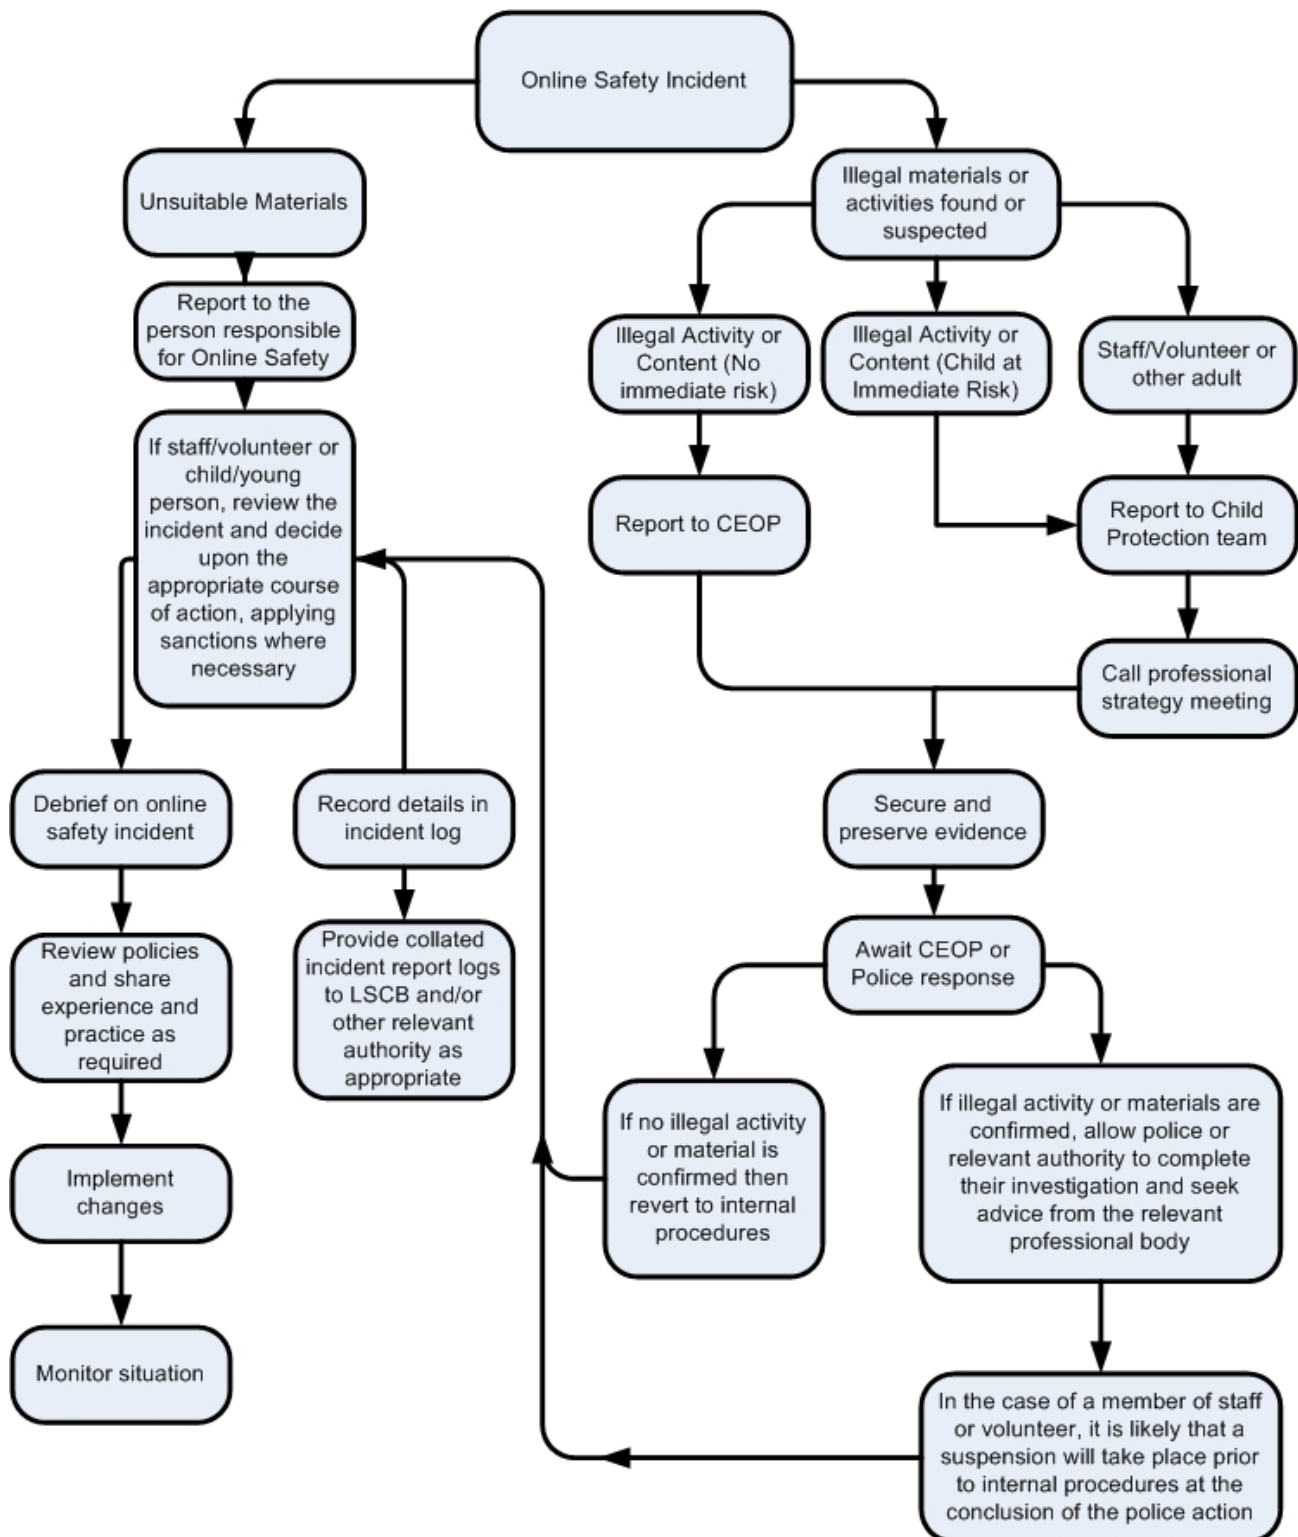 Online Safety Incident
Unsuitable Materials
Report to the
person responsible
for Online Safety
If staff/volunteer or
child/young
person, review the
incident and decide
upon the
appropriate course
of action, applying
sanctions where
necessary
Debrief on online
safety incident
Review policies
and share
experience and
practice as
required
Implement
changes
Monitor situation
Record details in
incident log
Provide collated
incident report logs
to LSCB and/or
other relevant
authority as
appropriate
Illegal materials or
activities found or
suspected
Illegal Activity or
Content (No
immediate risk)
Illegal Activity or
Content (Child at
Immediate Risk)
Staff/Volunteer or
other adult
Report to CEOP
Report to Child
Protection team
Call professional
strategy meeting
Secure and
preserve evidence
Await CEOP or
Police response
If no illegal activity
or material is
confirmed then
revert to internal
procedures
If illegal activity or materials are
confirmed, allow police or
relevant authority to complete
their investigation and seek
advice from the relevant
professional body
In the case of a member of staff
or volunteer, it is likely that a
suspension will take place prior
to internal procedures at the
conclusion of the police action